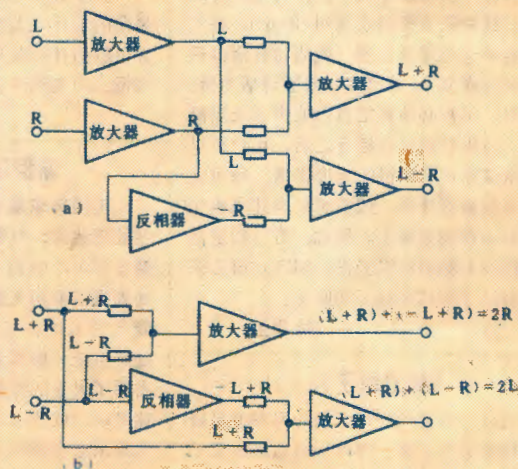 L
放大器
L
放大器
L+R
R
放大器
R
L
放大器
L-R
a)
反相器
-R
L+R
L+R
放大器
(L+R)+(-L+R)=2R
L-R
L-R
L-R
反相器
-L+R
L+R
放大器
(L+R)+(L-R)=2L
(b)